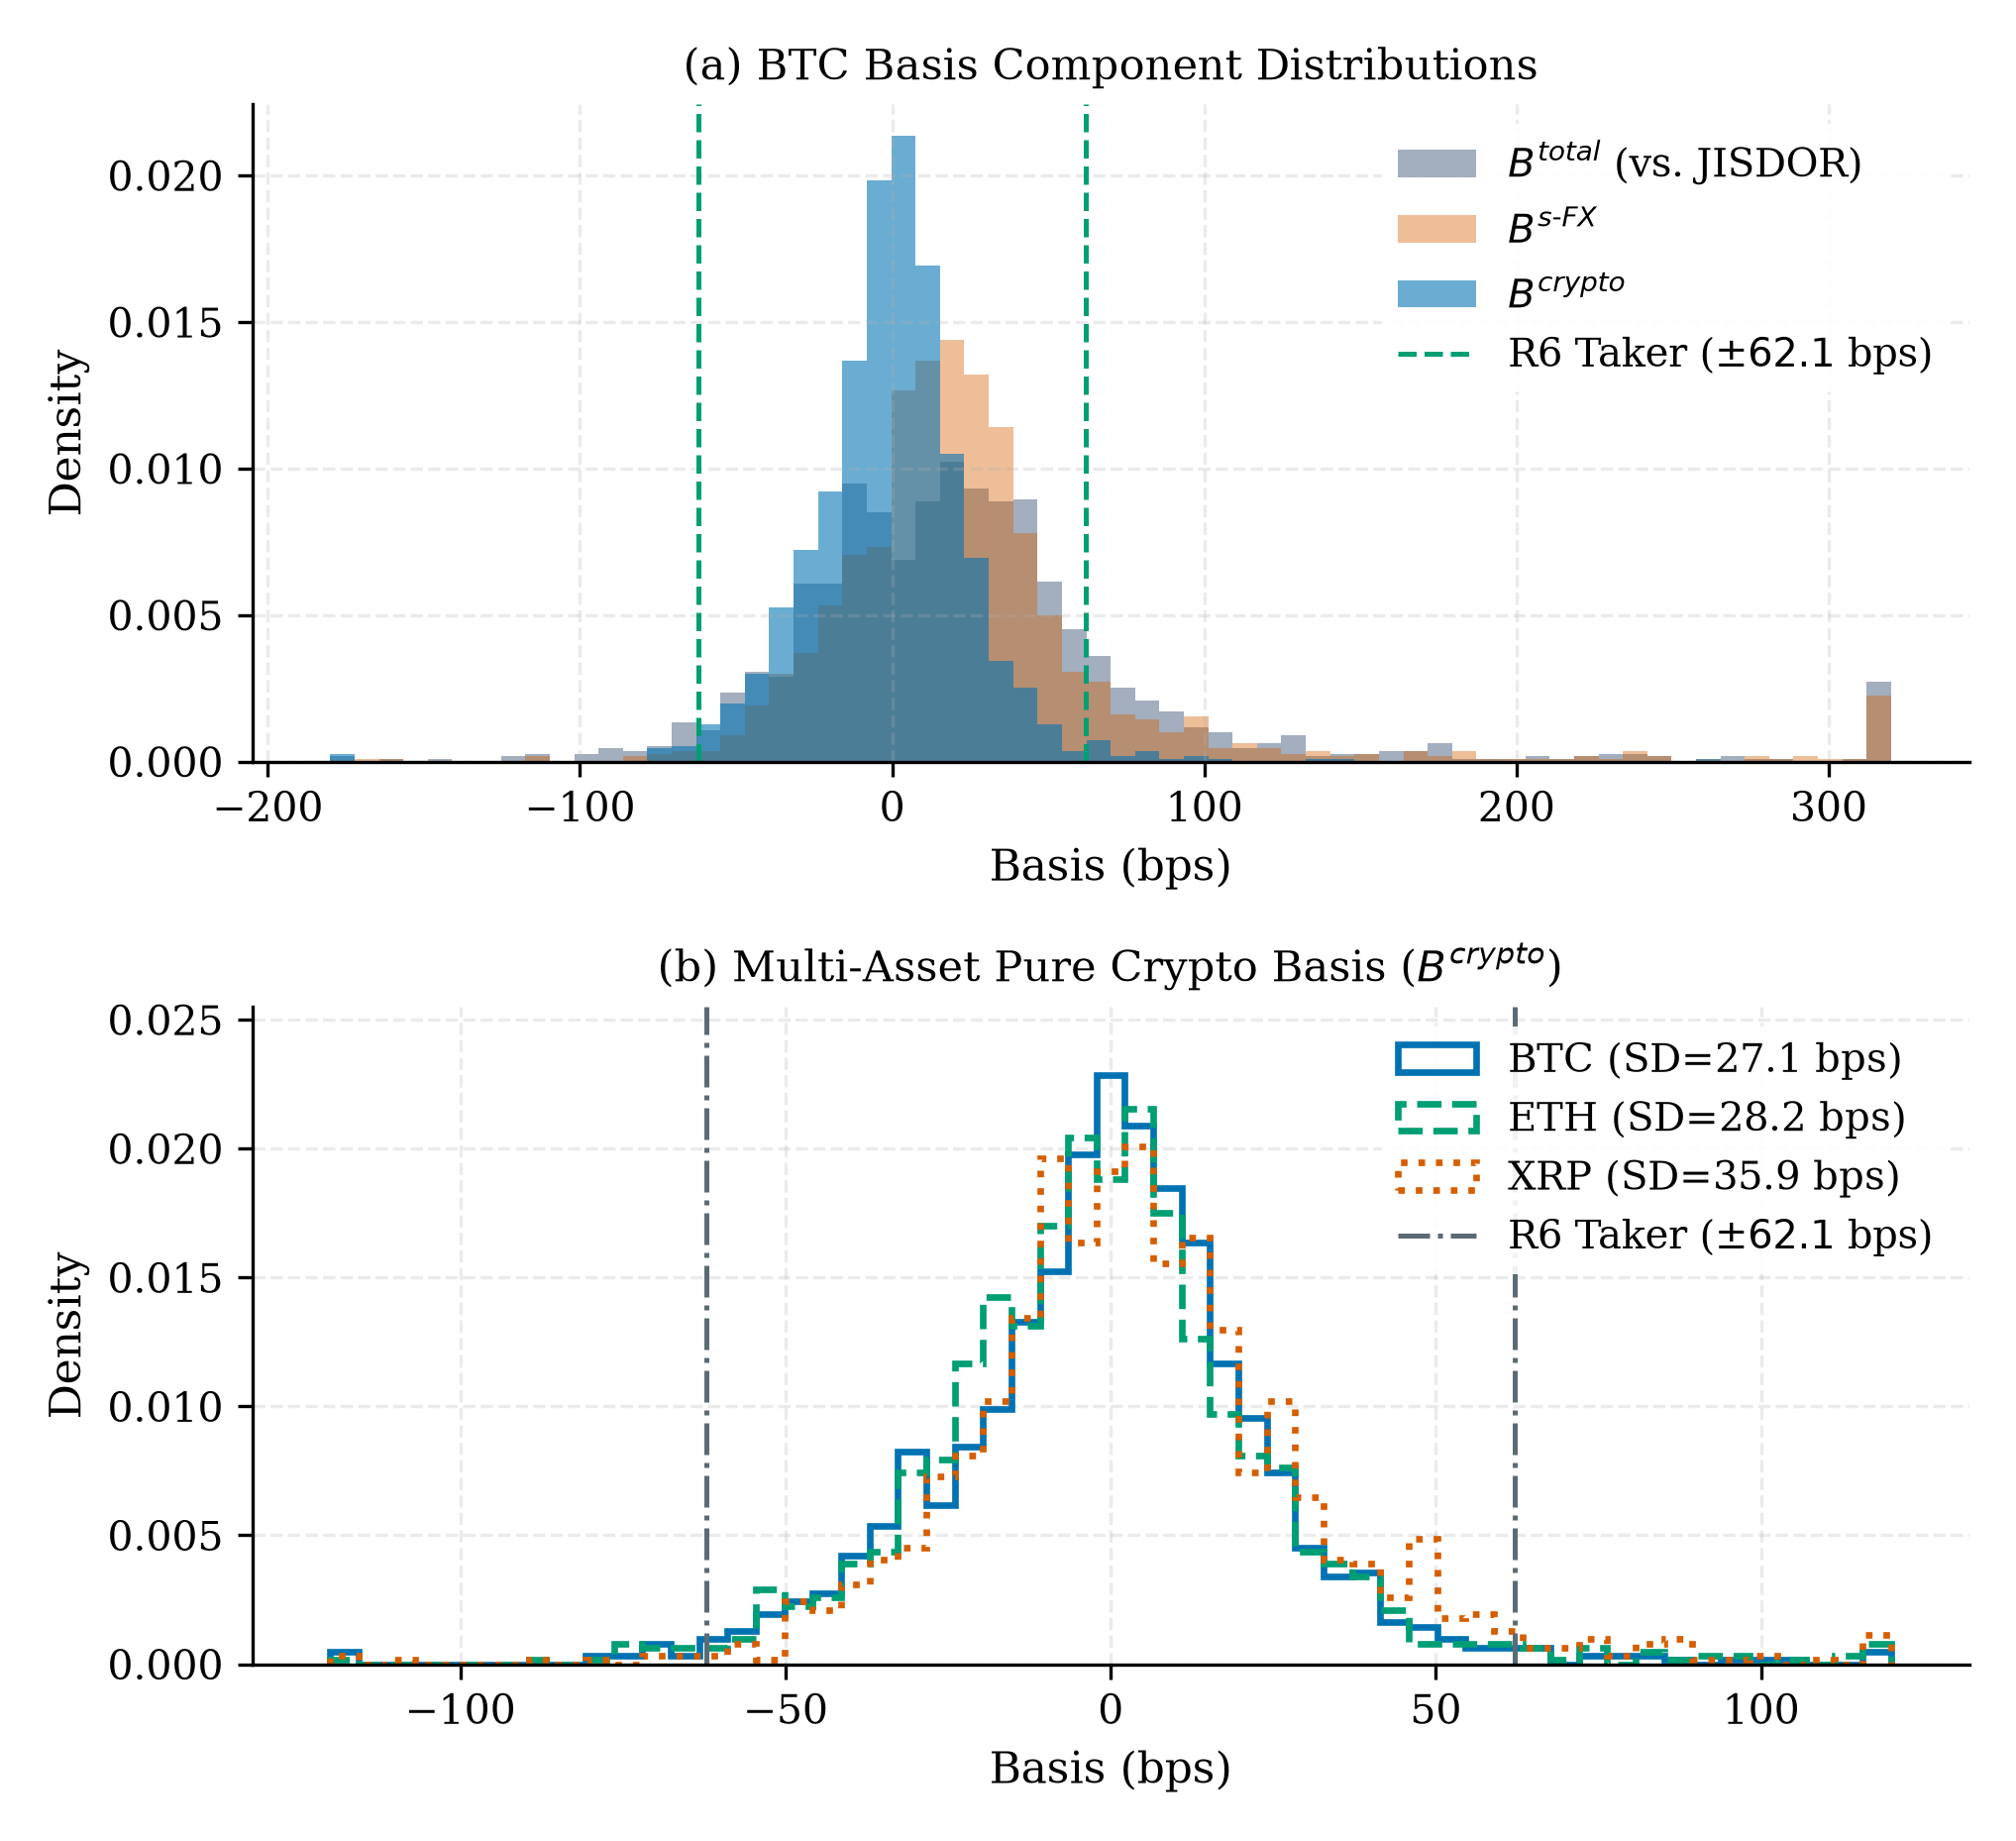 (a) BTC Basis Component Distributions
Density
0.020
0.015
0.010
0.005
0.000
B^total (vs. JISDOR)
B^s-FX
B^crypto
R6 Taker (±62.1 bps)
−200
−100
0
100
200
300
Basis (bps)
(b) Multi-Asset Pure Crypto Basis (B^crypto)
Density
0.025
0.020
0.015
0.010
0.005
0.000
BTC (SD=27.1 bps)
ETH (SD=28.2 bps)
XRP (SD=35.9 bps)
R6 Taker (±62.1 bps)
−100
−50
0
50
100
Basis (bps)